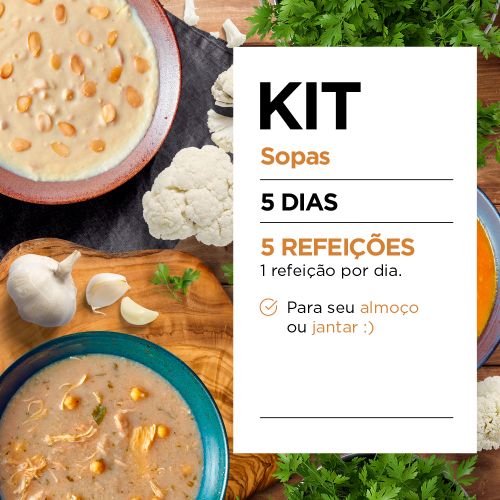 KIT
Sopas
5 DIAS
5 REFEIÇÕES
1 refeição por dia.
Para seu almoço
ou jantar :)